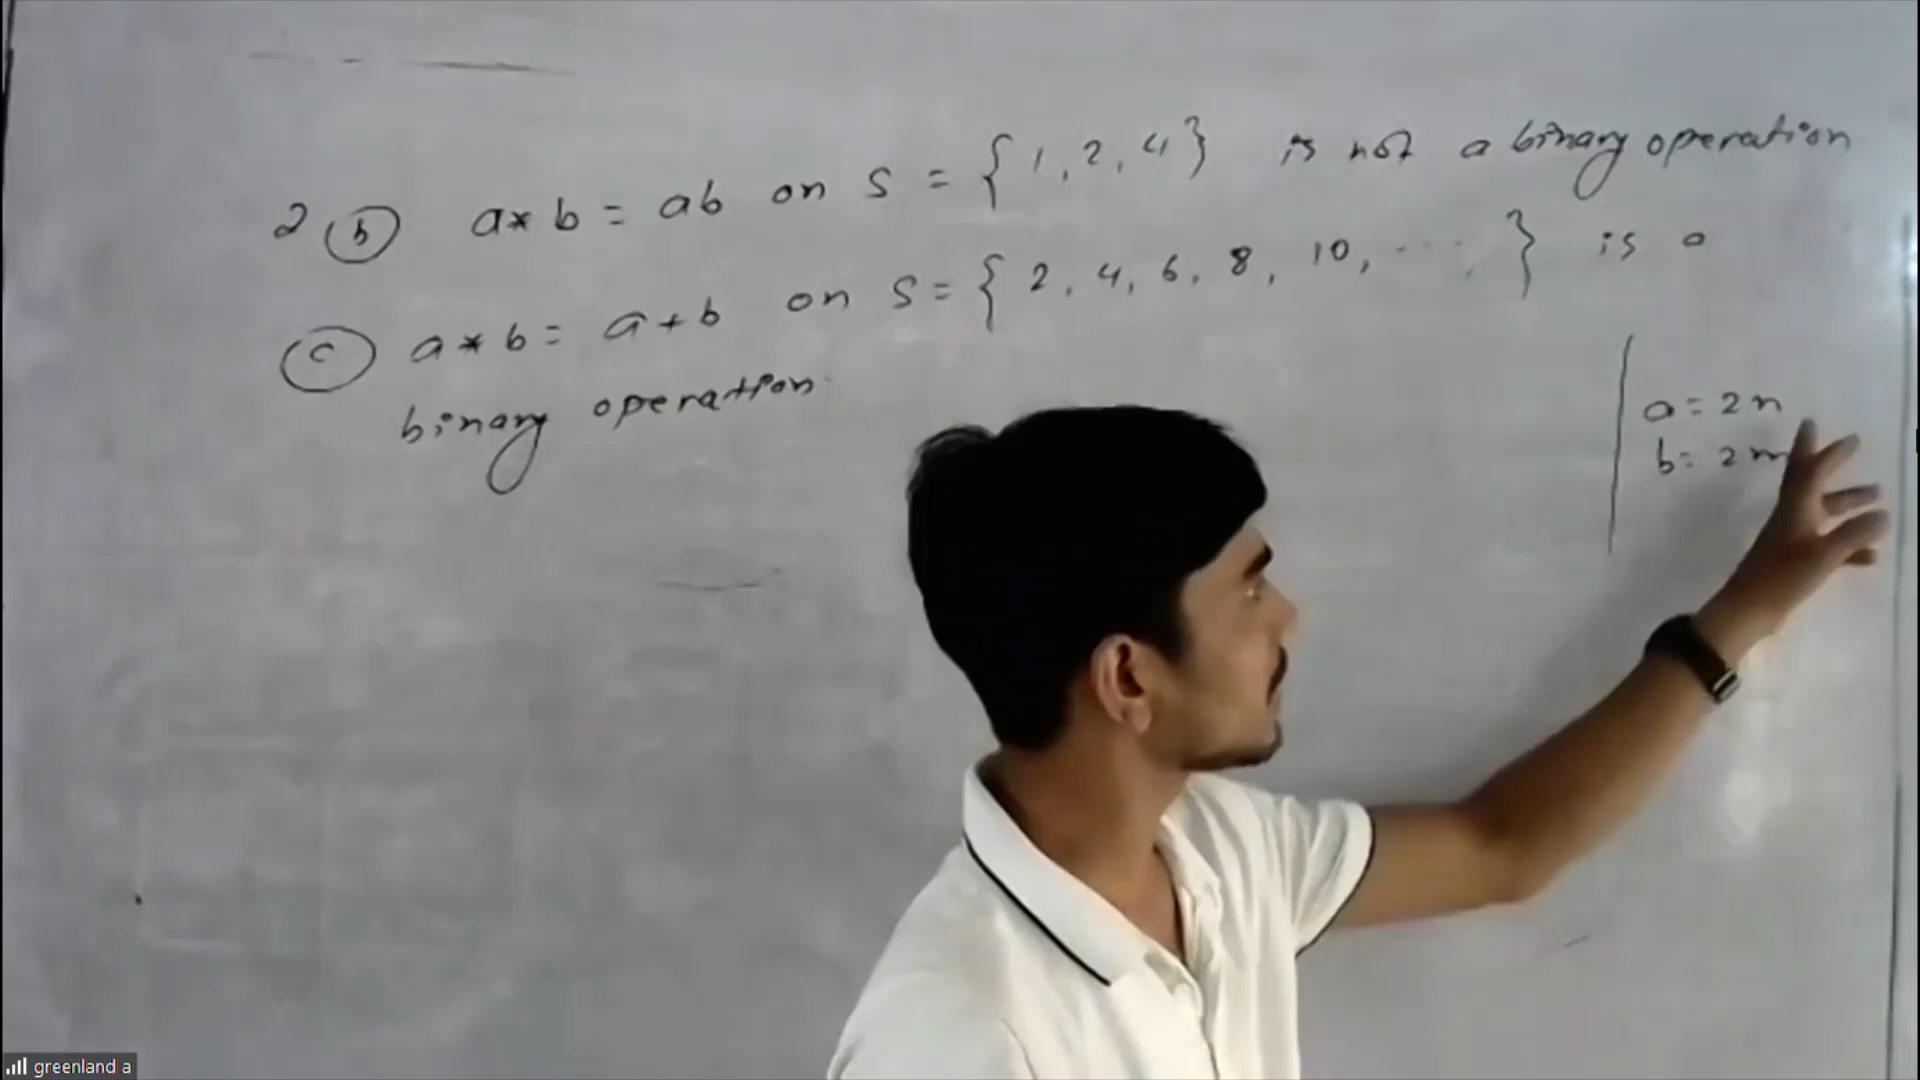 2 (b) a * b = ab on S = { 1, 2, 4 } is not a binary operation
(c) a * b = a + b on S = { 2, 4, 6, 8, 10, ..... } is a
binary operation
a = 2n
b = 2m
greenland a